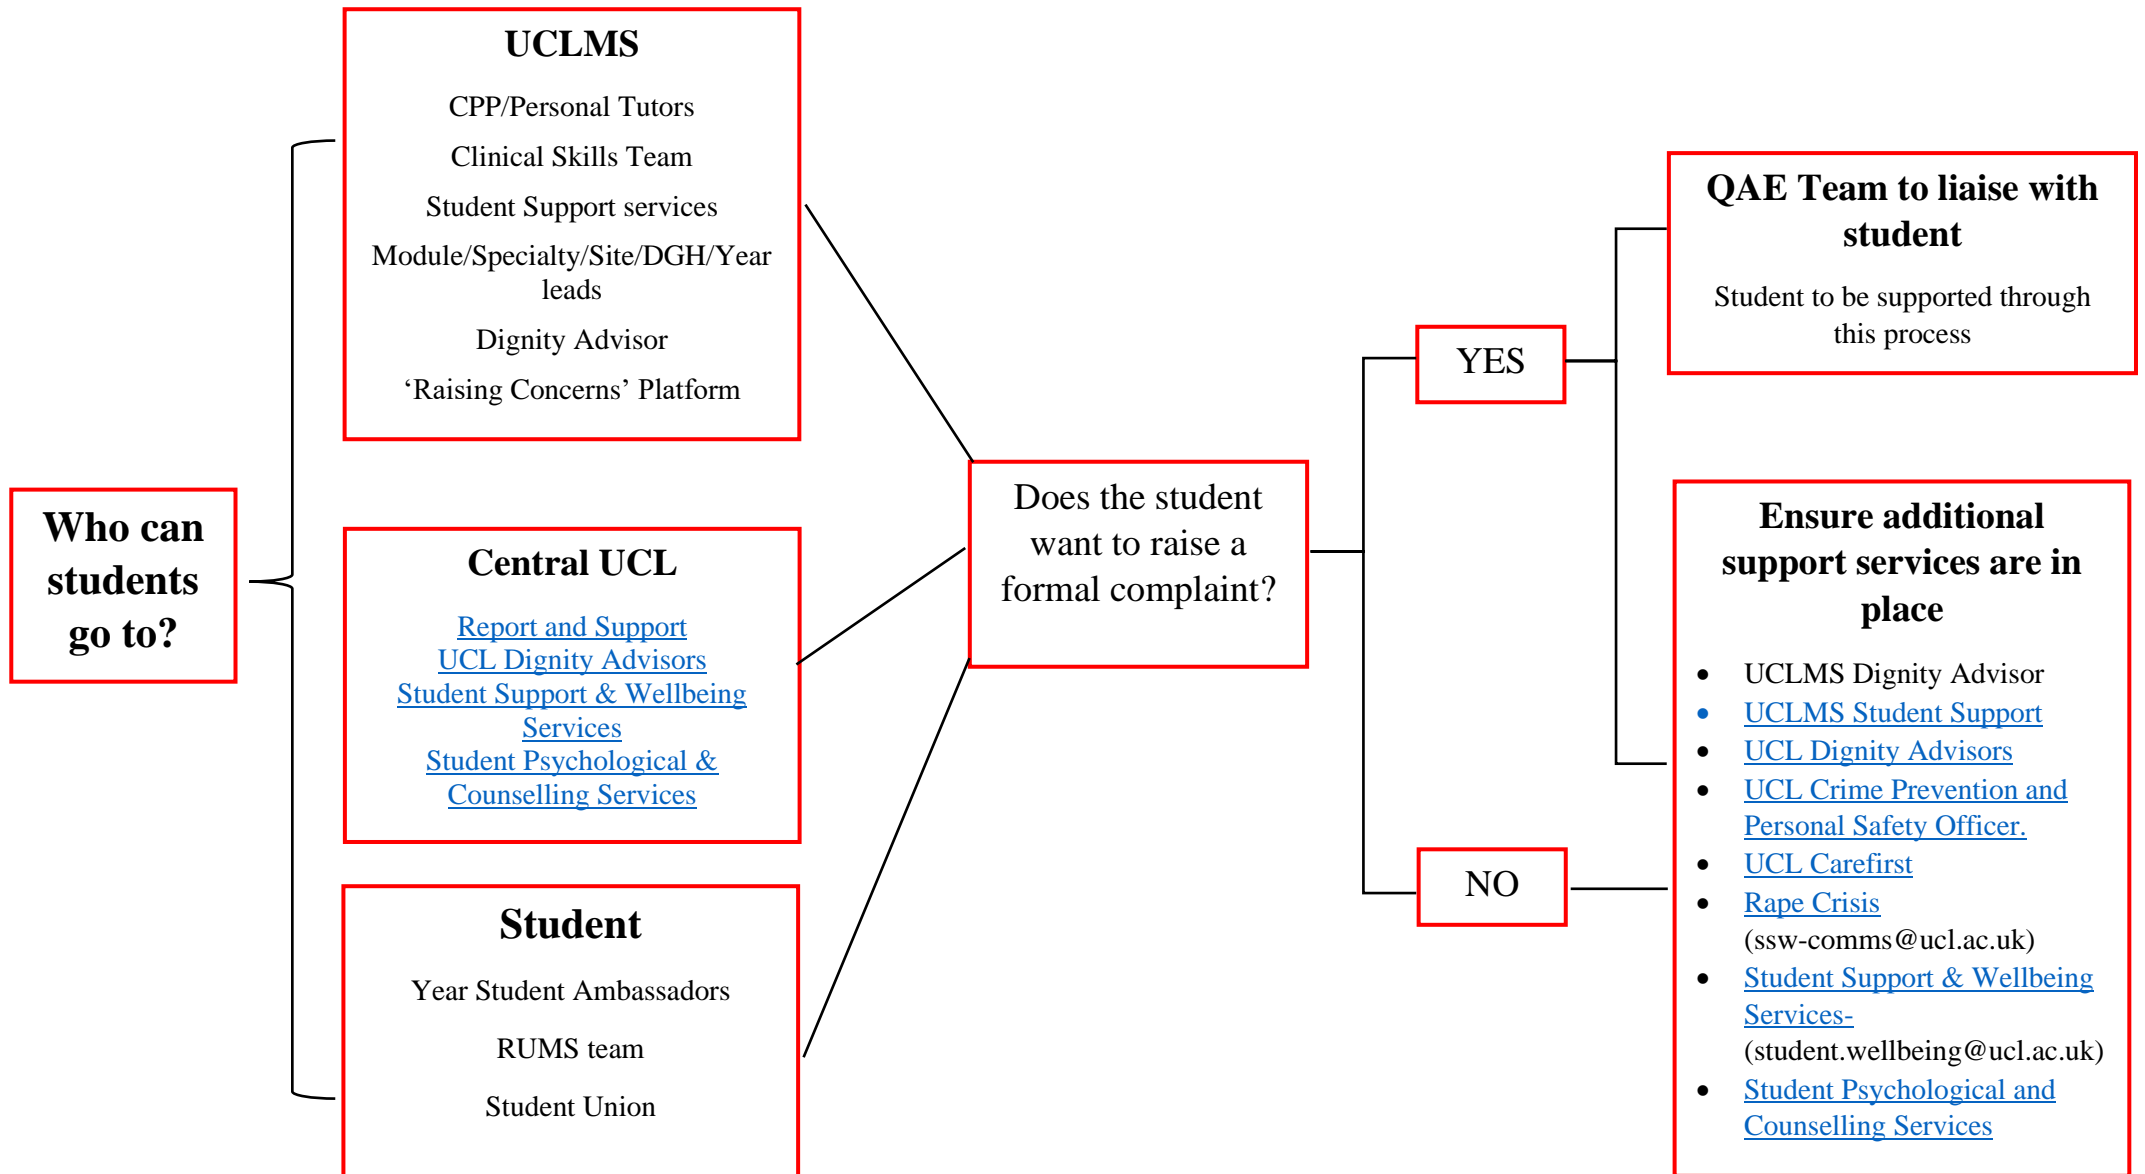 Who can
students
go to?
UCLMS
CPP/Personal Tutors
Clinical Skills Team
Student Support services
Module/Specialty/Site/DGH/Year
leads
Dignity Advisor
‘Raising Concerns’ Platform
Central UCL
Report and Support
UCL Dignity Advisors
Student Support & Wellbeing
Services
Student Psychological &
Counselling Services
Student
Year Student Ambassadors
RUMS team
Student Union
Does the student
want to raise a
formal complaint?
YES
NO
QAE Team to liaise with
student
Student to be supported through
this process
Ensure additional
support services are in
place
• UCLMS Dignity Advisor
• UCLMS Student Support
• UCL Dignity Advisors
• UCL Crime Prevention and
Personal Safety Officer.
• UCL Carefirst
• Rape Crisis
(ssw-comms@ucl.ac.uk)
• Student Support & Wellbeing
Services-
(student.wellbeing@ucl.ac.uk)
• Student Psychological and
Counselling Services